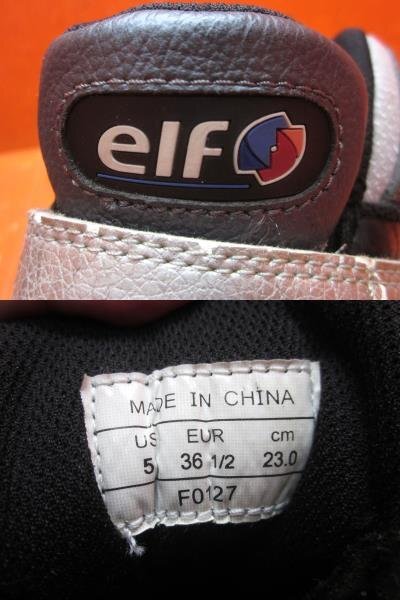 elf
MADE IN CHINA
US EUR cm
5 36 1/2 23.0
F0127